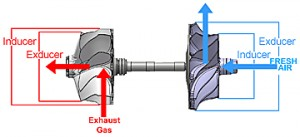 Inducer
Exducer
Exhaust
Gas
Exducer
Inducer
FRESH
AIR